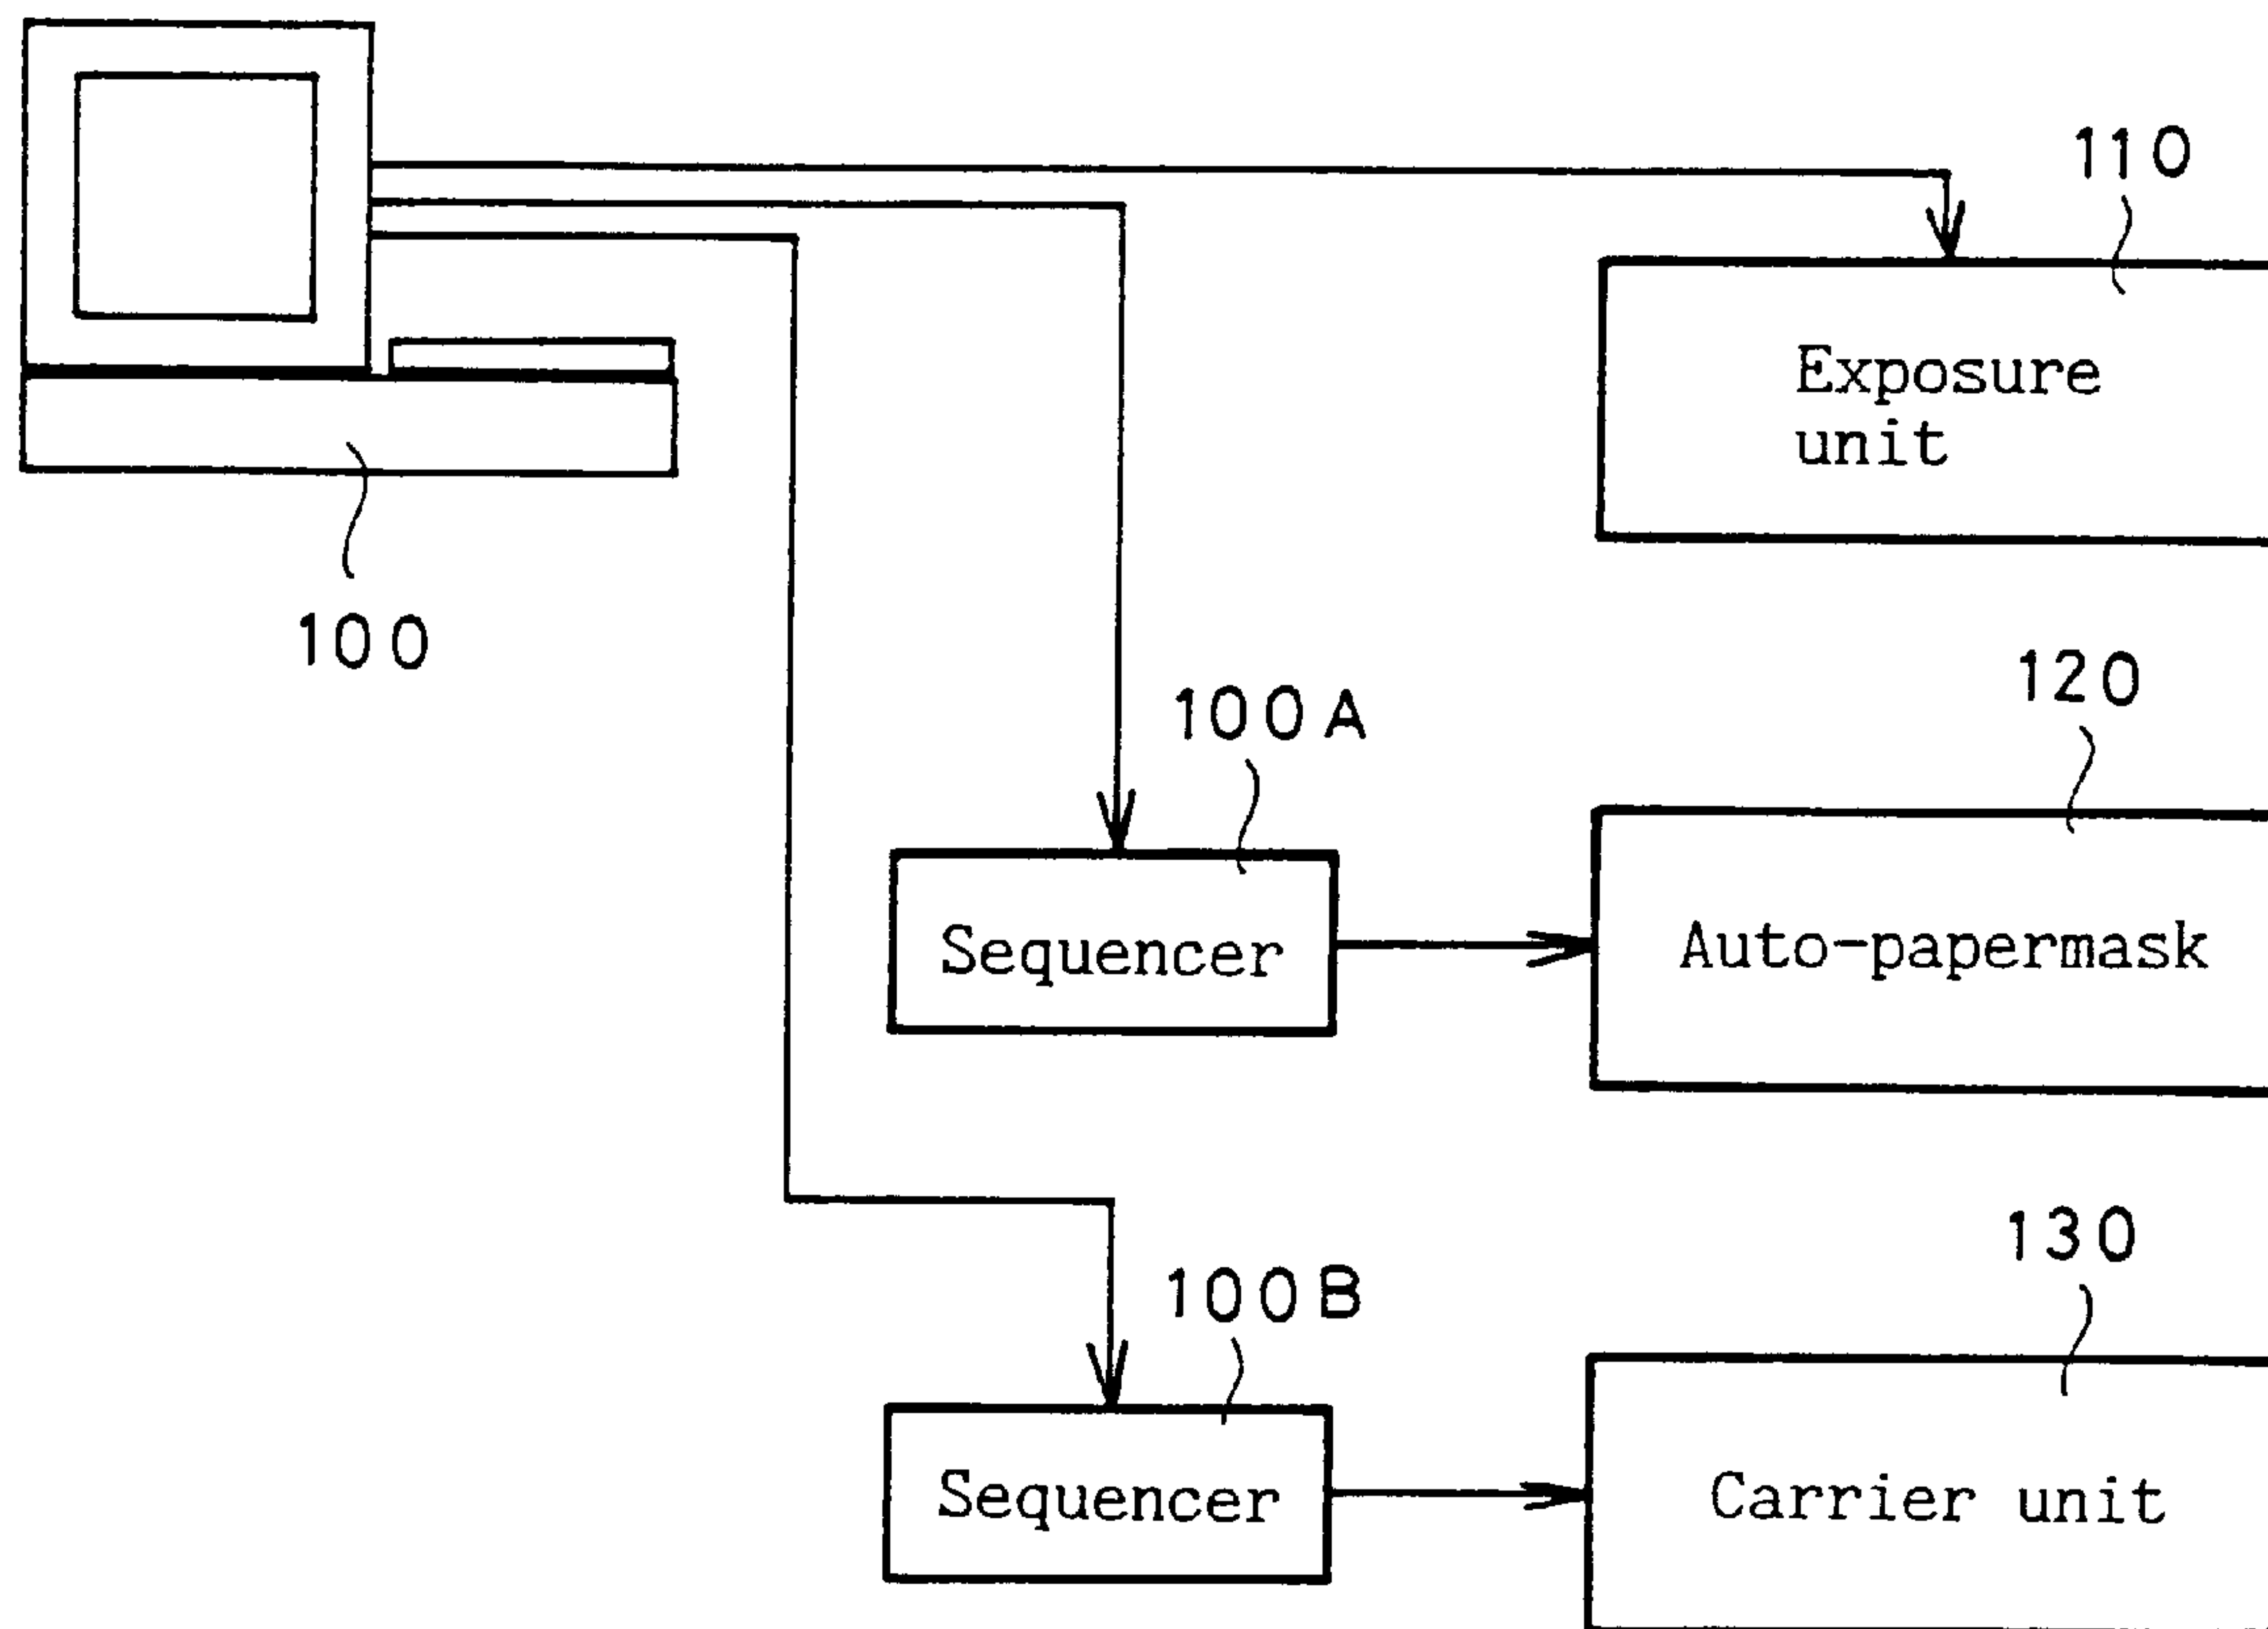 110
Exposure
unit
100
120
100A
Sequencer
Auto-papermask
130
100B
Sequencer
Carrier unit